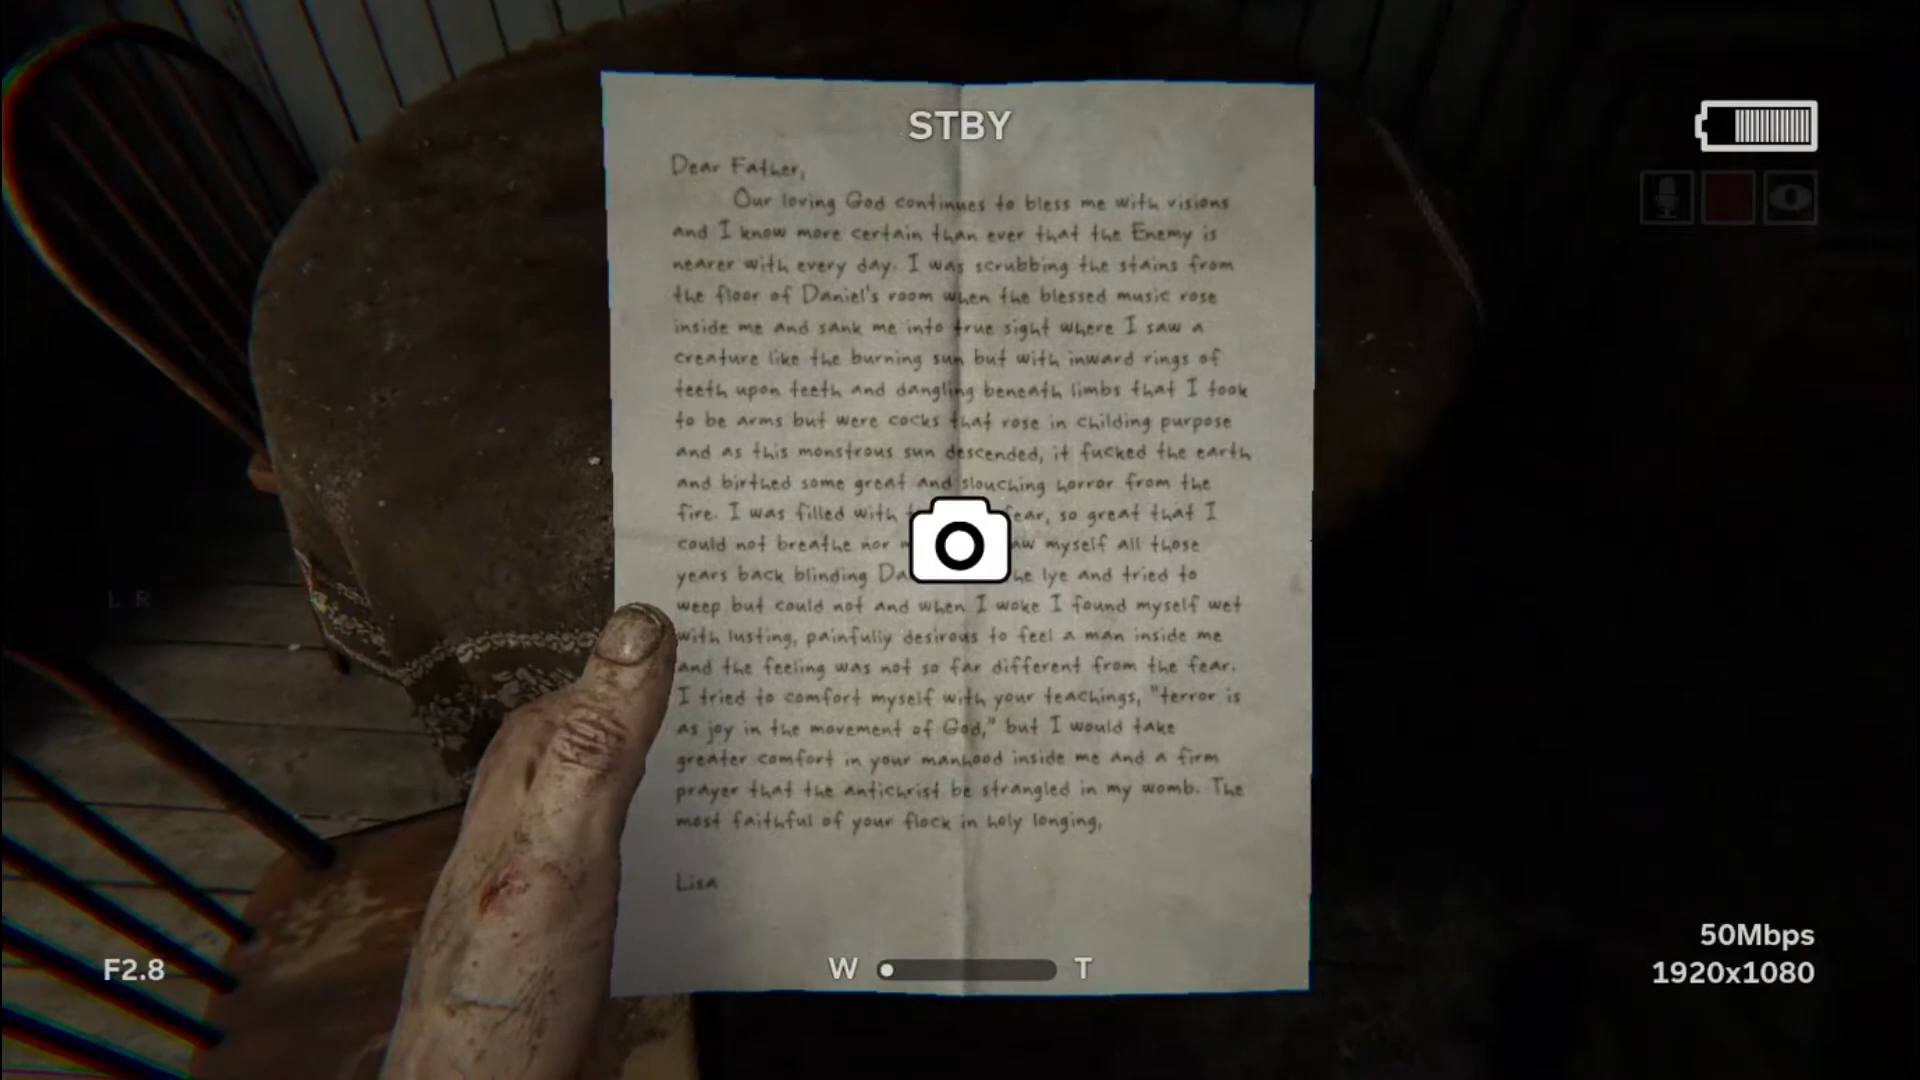 STBY
Dear Father,
Our loving God continues to bless me with visions
and I know more certain than ever that the Enemy is
nearer with every day. I was scrubbing the stains from
the floor of Daniel's room when the blessed music rose
inside me and sank me into true sight where I saw a
creature like the burning sun but with inward rings of
teeth upon teeth and dangling beneath limbs that I took
to be arms but were cocks that rose in childing purpose
and as this monstrous sun descended, it fucked the earth
and birthed some great and slouching horror from the
fire. I was filled with fear, so great that I
could not breathe nor myself all those
years back blinding lye and tried to
weep but could not and when I woke I found myself wet
with lusting, painfully desirous to feel a man inside me
and the feeling was not so far different from the fear.
I tried to comfort myself with your teachings, "terror is
as joy in the movement of God," but I would take
greater comfort in your manhood inside me and a firm
prayer that the antichrist be strangled in my womb. The
most faithful of your flock in holy longing,
Lisa
L R
F2.8
W T
50Mbps
1920x1080